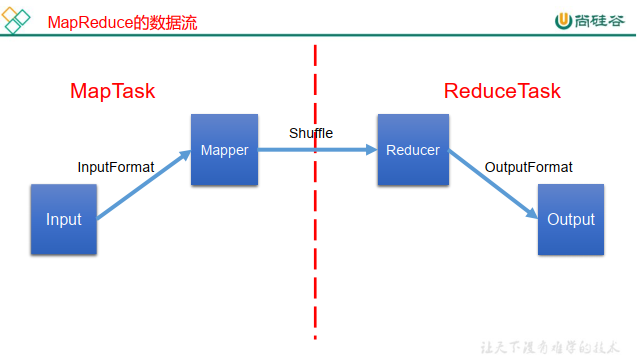 MapReduce的数据流
尚硅谷
MapTask
ReduceTask
Shuffle
Mapper
Reducer
InputFormat
OutputFormat
Input
Output
让天下没有难学的技术